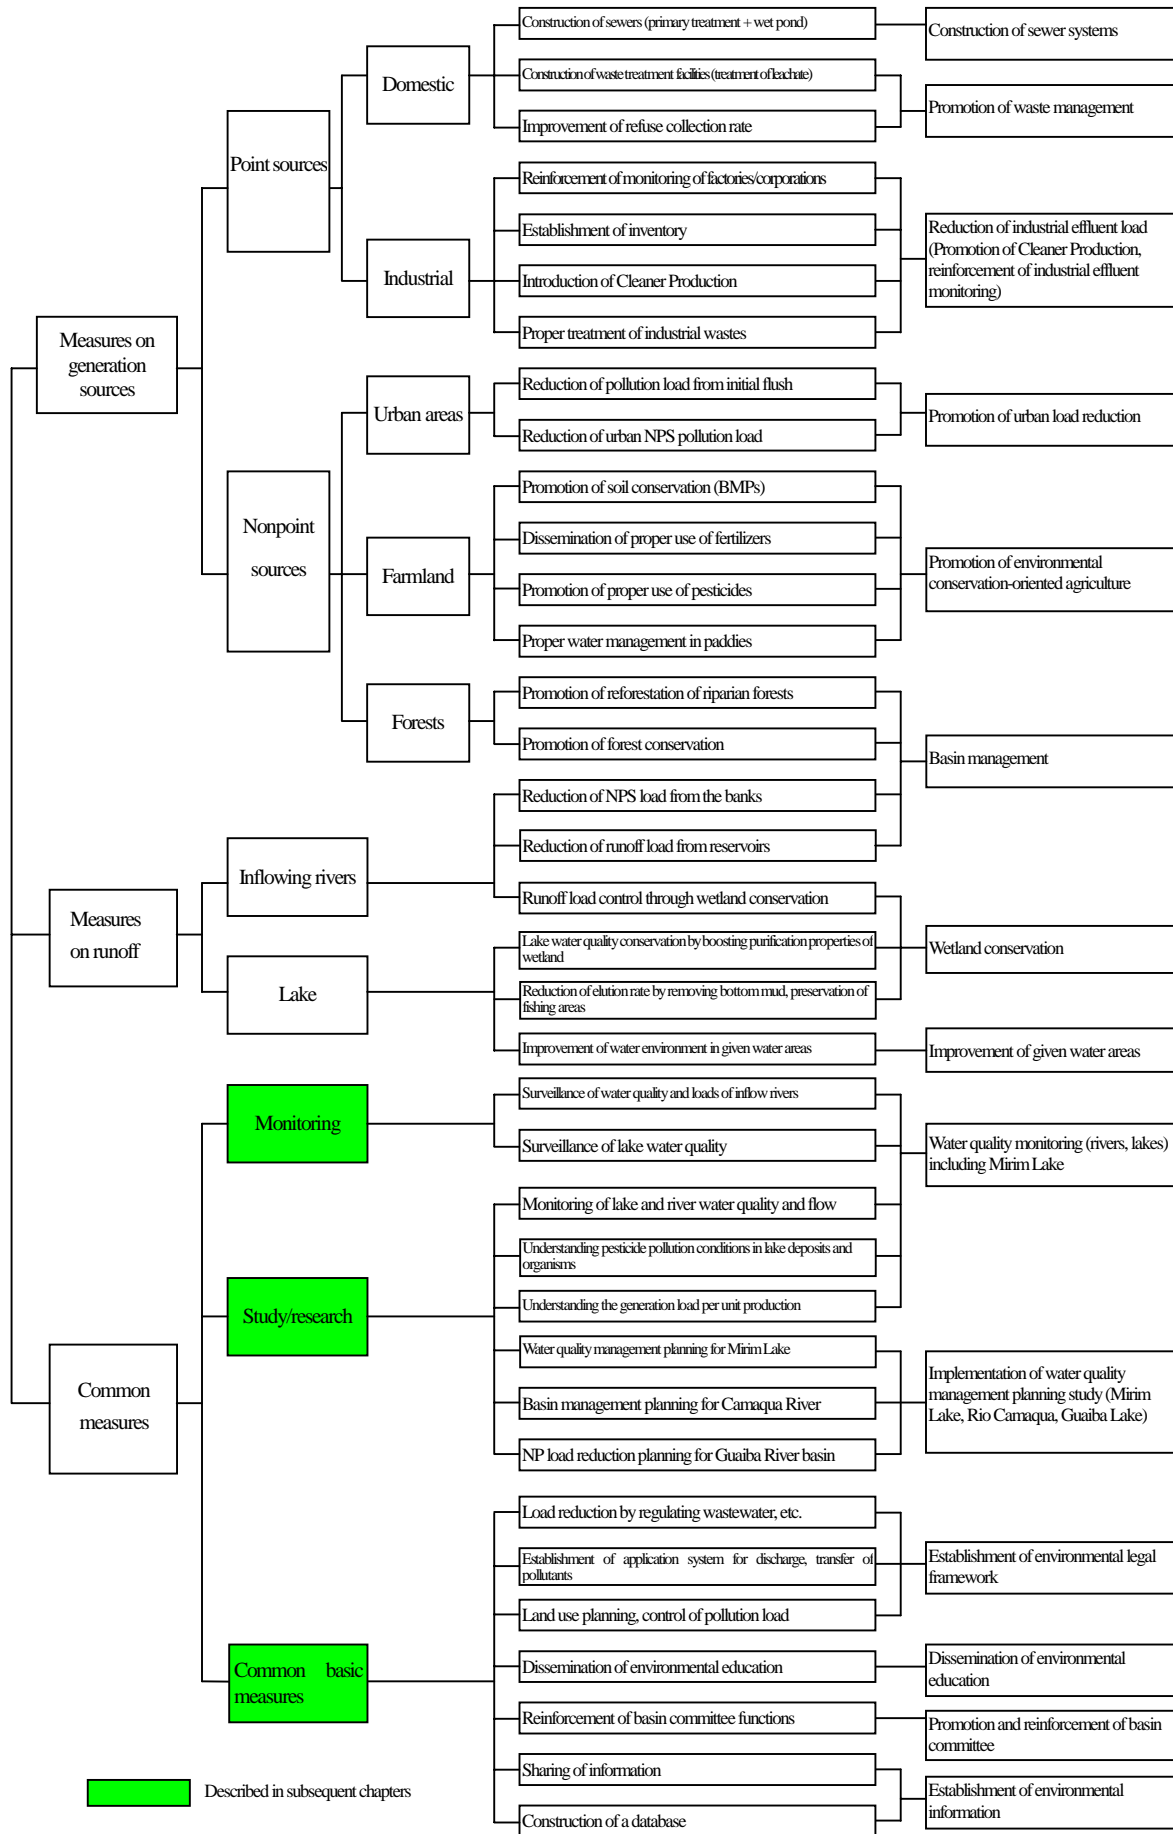 Construction of sewers (primary treatment + wet pond)
Construction of sewer systems
Domestic
Construction of waste treatment facilities (treatment of leachate)
Promotion of waste management
Improvement of refuse collection rate
Point sources
Reinforcement of monitoring of factories/corporations
Establishment of inventory
Reduction of industrial effluent load
(Promotion of Cleaner Production,
reinforcement of industrial effluent
monitoring)
Industrial
Introduction of Cleaner Production
Proper treatment of industrial wastes
Measures on
generation
sources
Urban areas
Reduction of pollution load from initial flush
Promotion of urban load reduction
Reduction of urban NPS pollution load
Nonpoint
sources
Promotion of soil conservation (BMPs)
Dissemination of proper use of fertilizers
Farmland
Promotion of environmental
conservation-oriented agriculture
Promotion of proper use of pesticides
Proper water management in paddies
Forests
Promotion of reforestation of riparian forests
Promotion of forest conservation
Basin management
Reduction of NPS load from the banks
Reduction of runoff load from reservoirs
Inflowing rivers
Runoff load control through wetland conservation
Measures
on runoff
Lake water quality conservation by boosting purification properties of
wetland
Wetland conservation
Lake
Reduction of elution rate by removing bottom mud, preservation of
fishing areas
Improvement of water environment in given water areas
Improvement of given water areas
Monitoring
Surveillance of water quality and loads of inflow rivers
Surveillance of lake water quality
Water quality monitoring (rivers, lakes)
including Mirim Lake
Monitoring of lake and river water quality and flow
Understanding pesticide pollution conditions in lake deposits and
organisms
Study/research
Understanding the generation load per unit production
Water quality management planning for Mirim Lake
Common
measures
Basin management planning for Camaqua River
Implementation of water quality
management planning study (Mirim
Lake, Rio Camaqua, Guaiba Lake)
NP load reduction planning for Guaiba River basin
Load reduction by regulating wastewater, etc.
Establishment of application system for discharge, transfer of
pollutants
Establishment of environmental legal
framework
Land use planning, control of pollution load
Common basic
measures
Dissemination of environmental education
Dissemination of environmental
education
Reinforcement of basin committee functions
Promotion and reinforcement of basin
committee
Sharing of information
Described in subsequent chapters
Establishment of environmental
information
Construction of a database